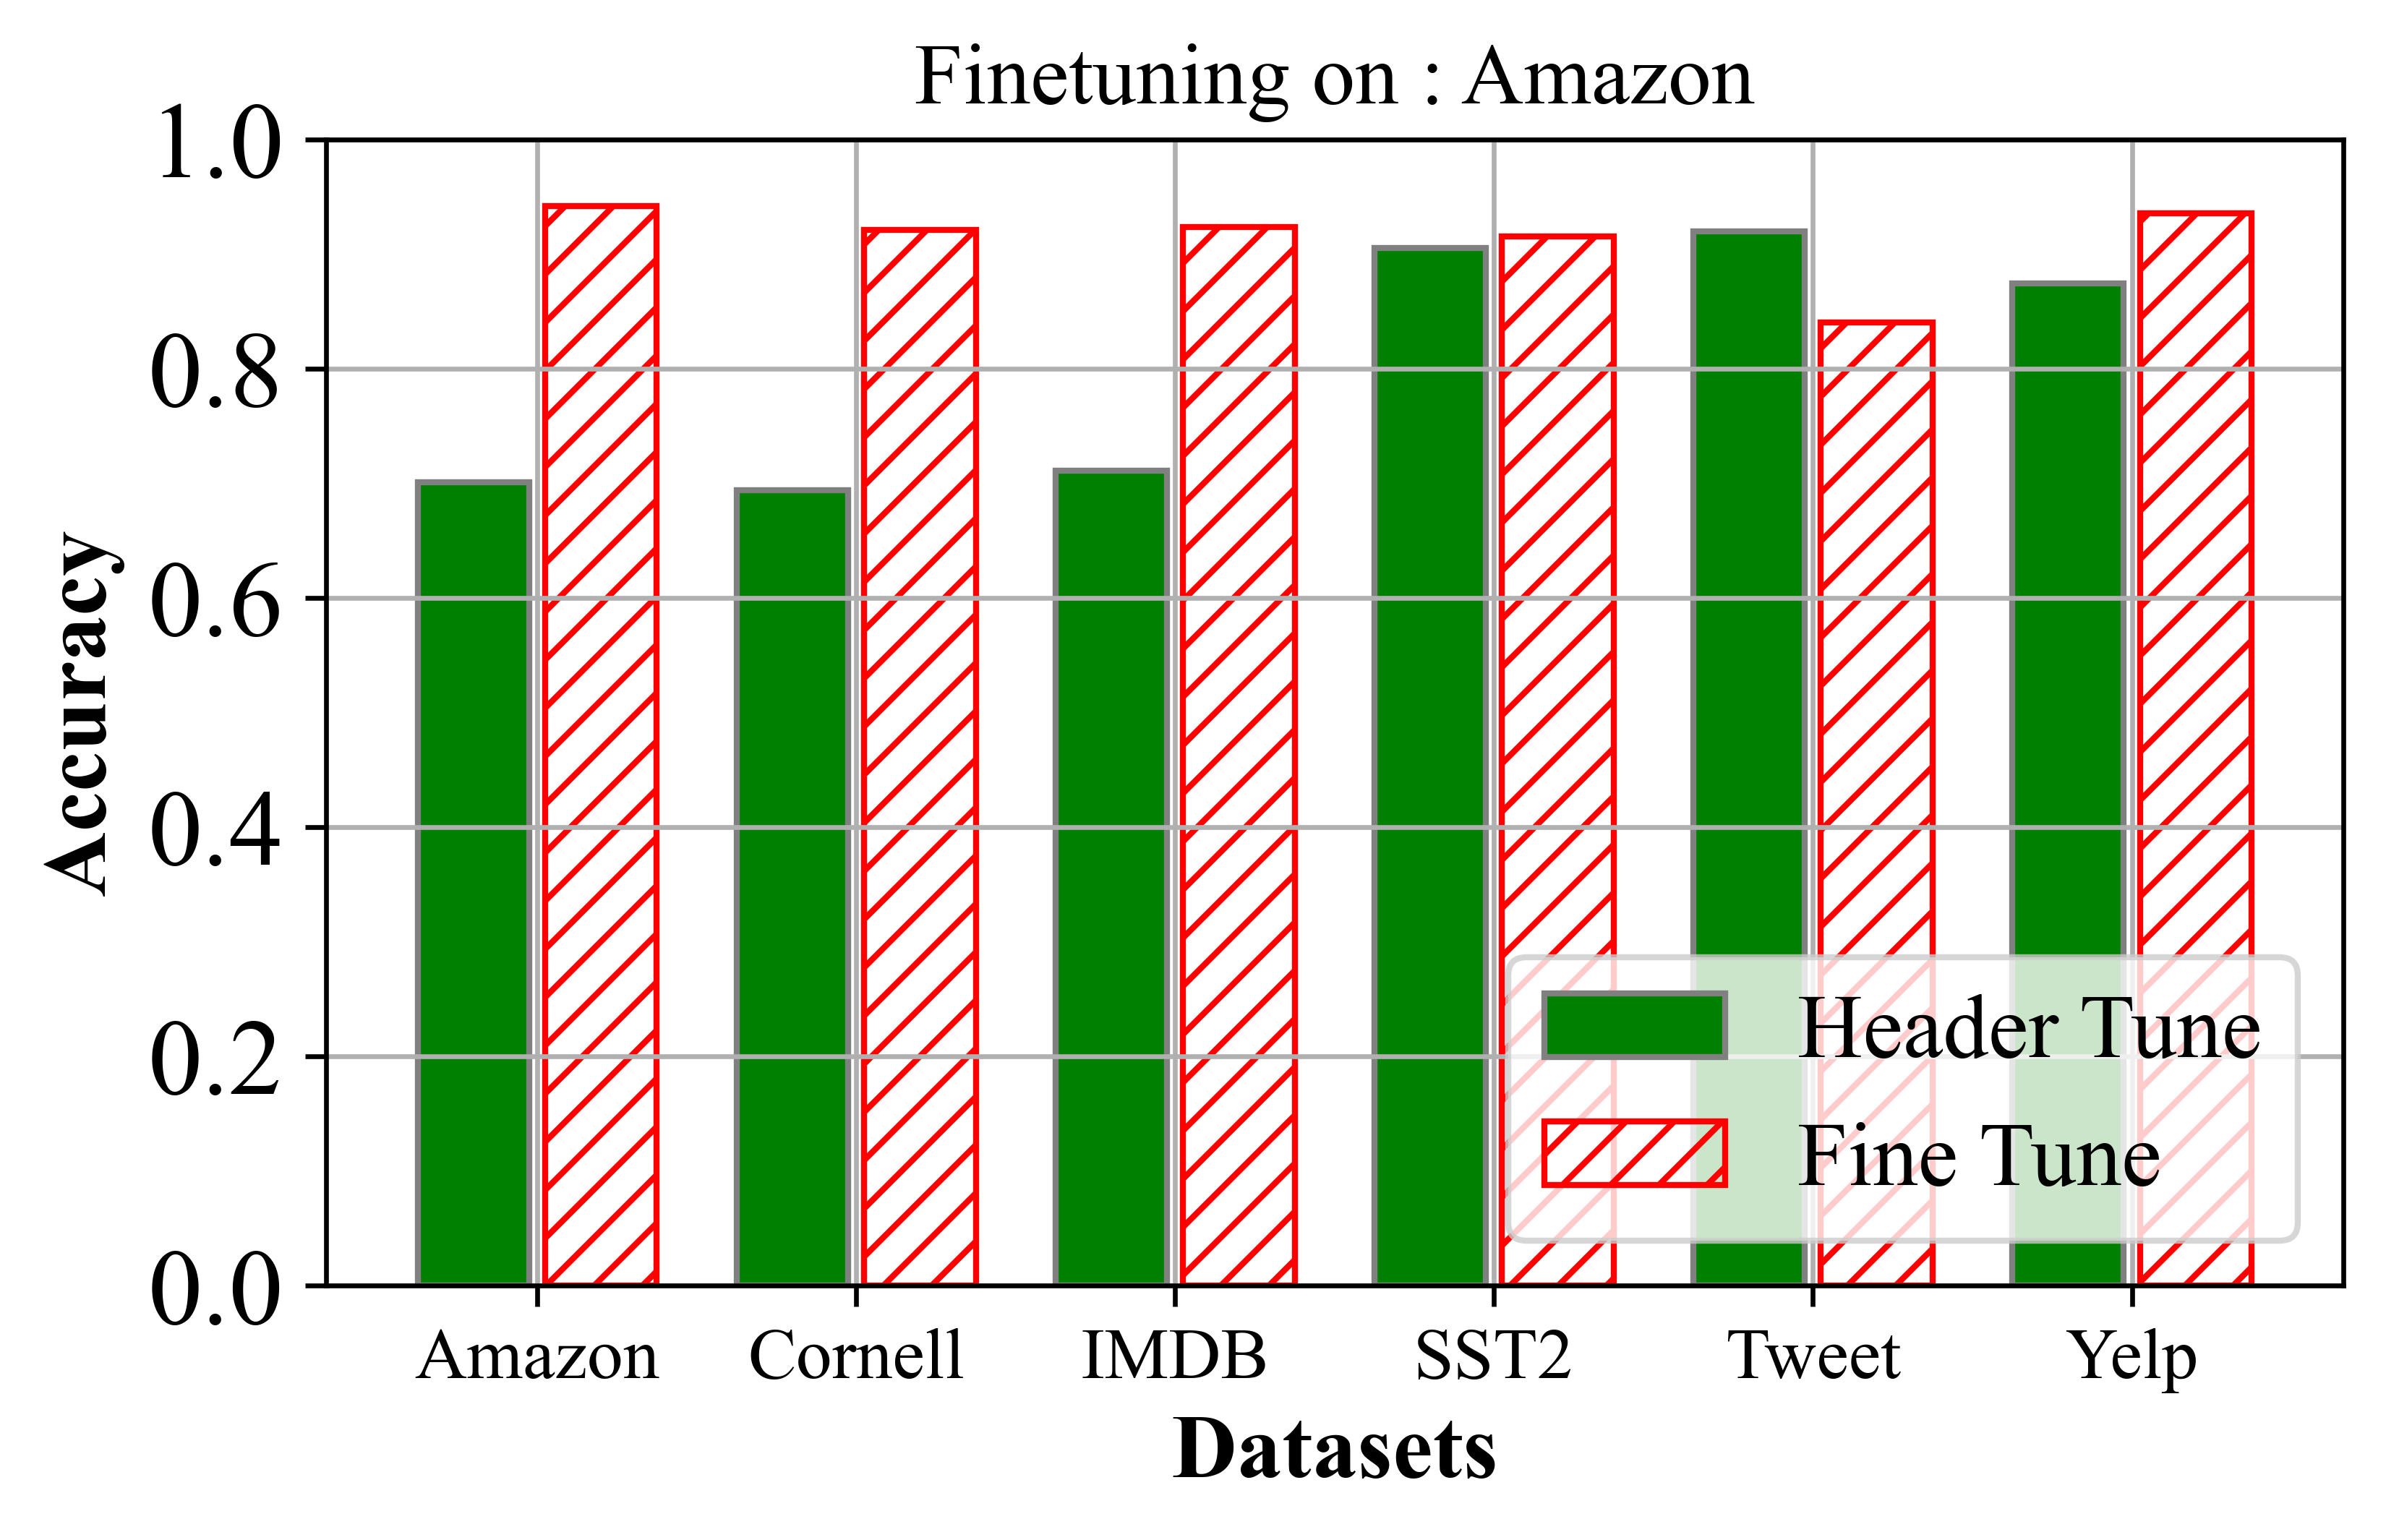 Finetuning on : Amazon
1.0
0.8
0.6
0.4
0.2
0.0
Accuracy
Header Tune
Fine Tune
Amazon Cornell IMDB SST2 Tweet Yelp
Datasets